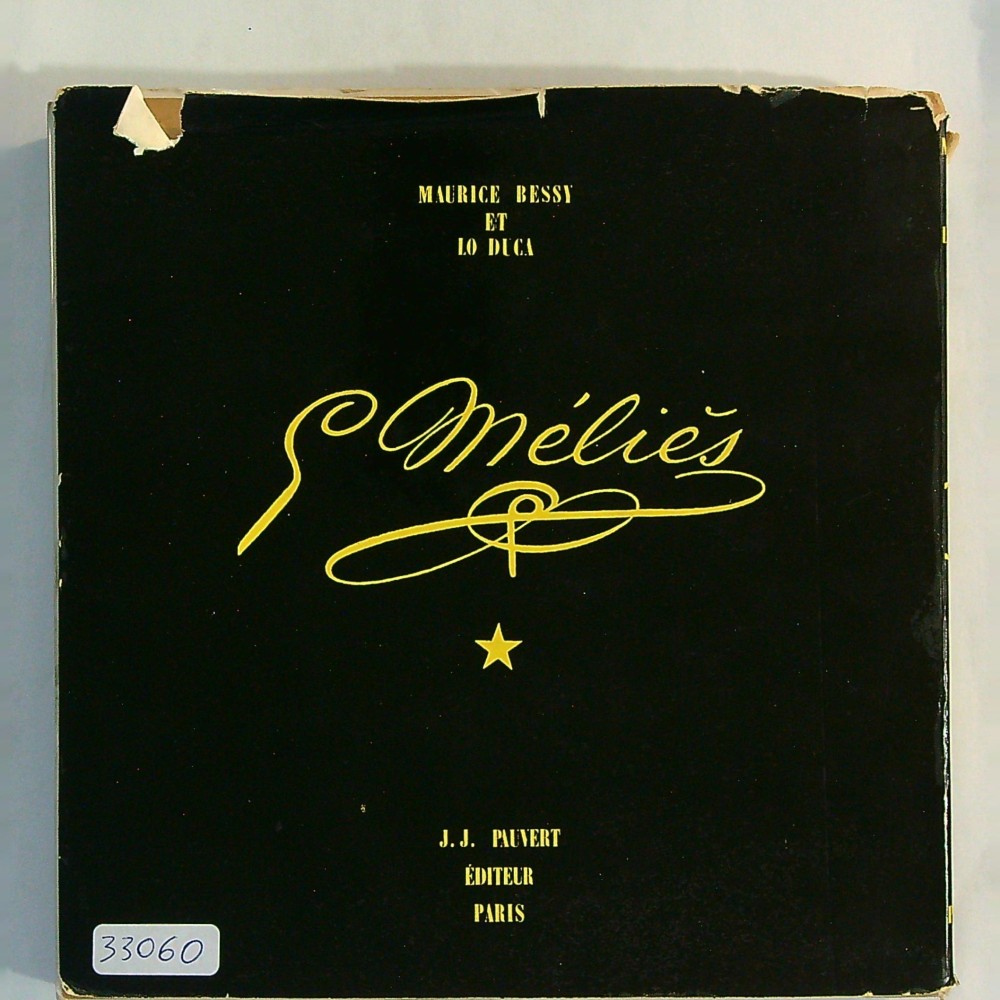 MAURICE BESSY
ET
LO DUCA
G Méliès
J. J. PAUVERT
ÉDITEUR
PARIS
33060